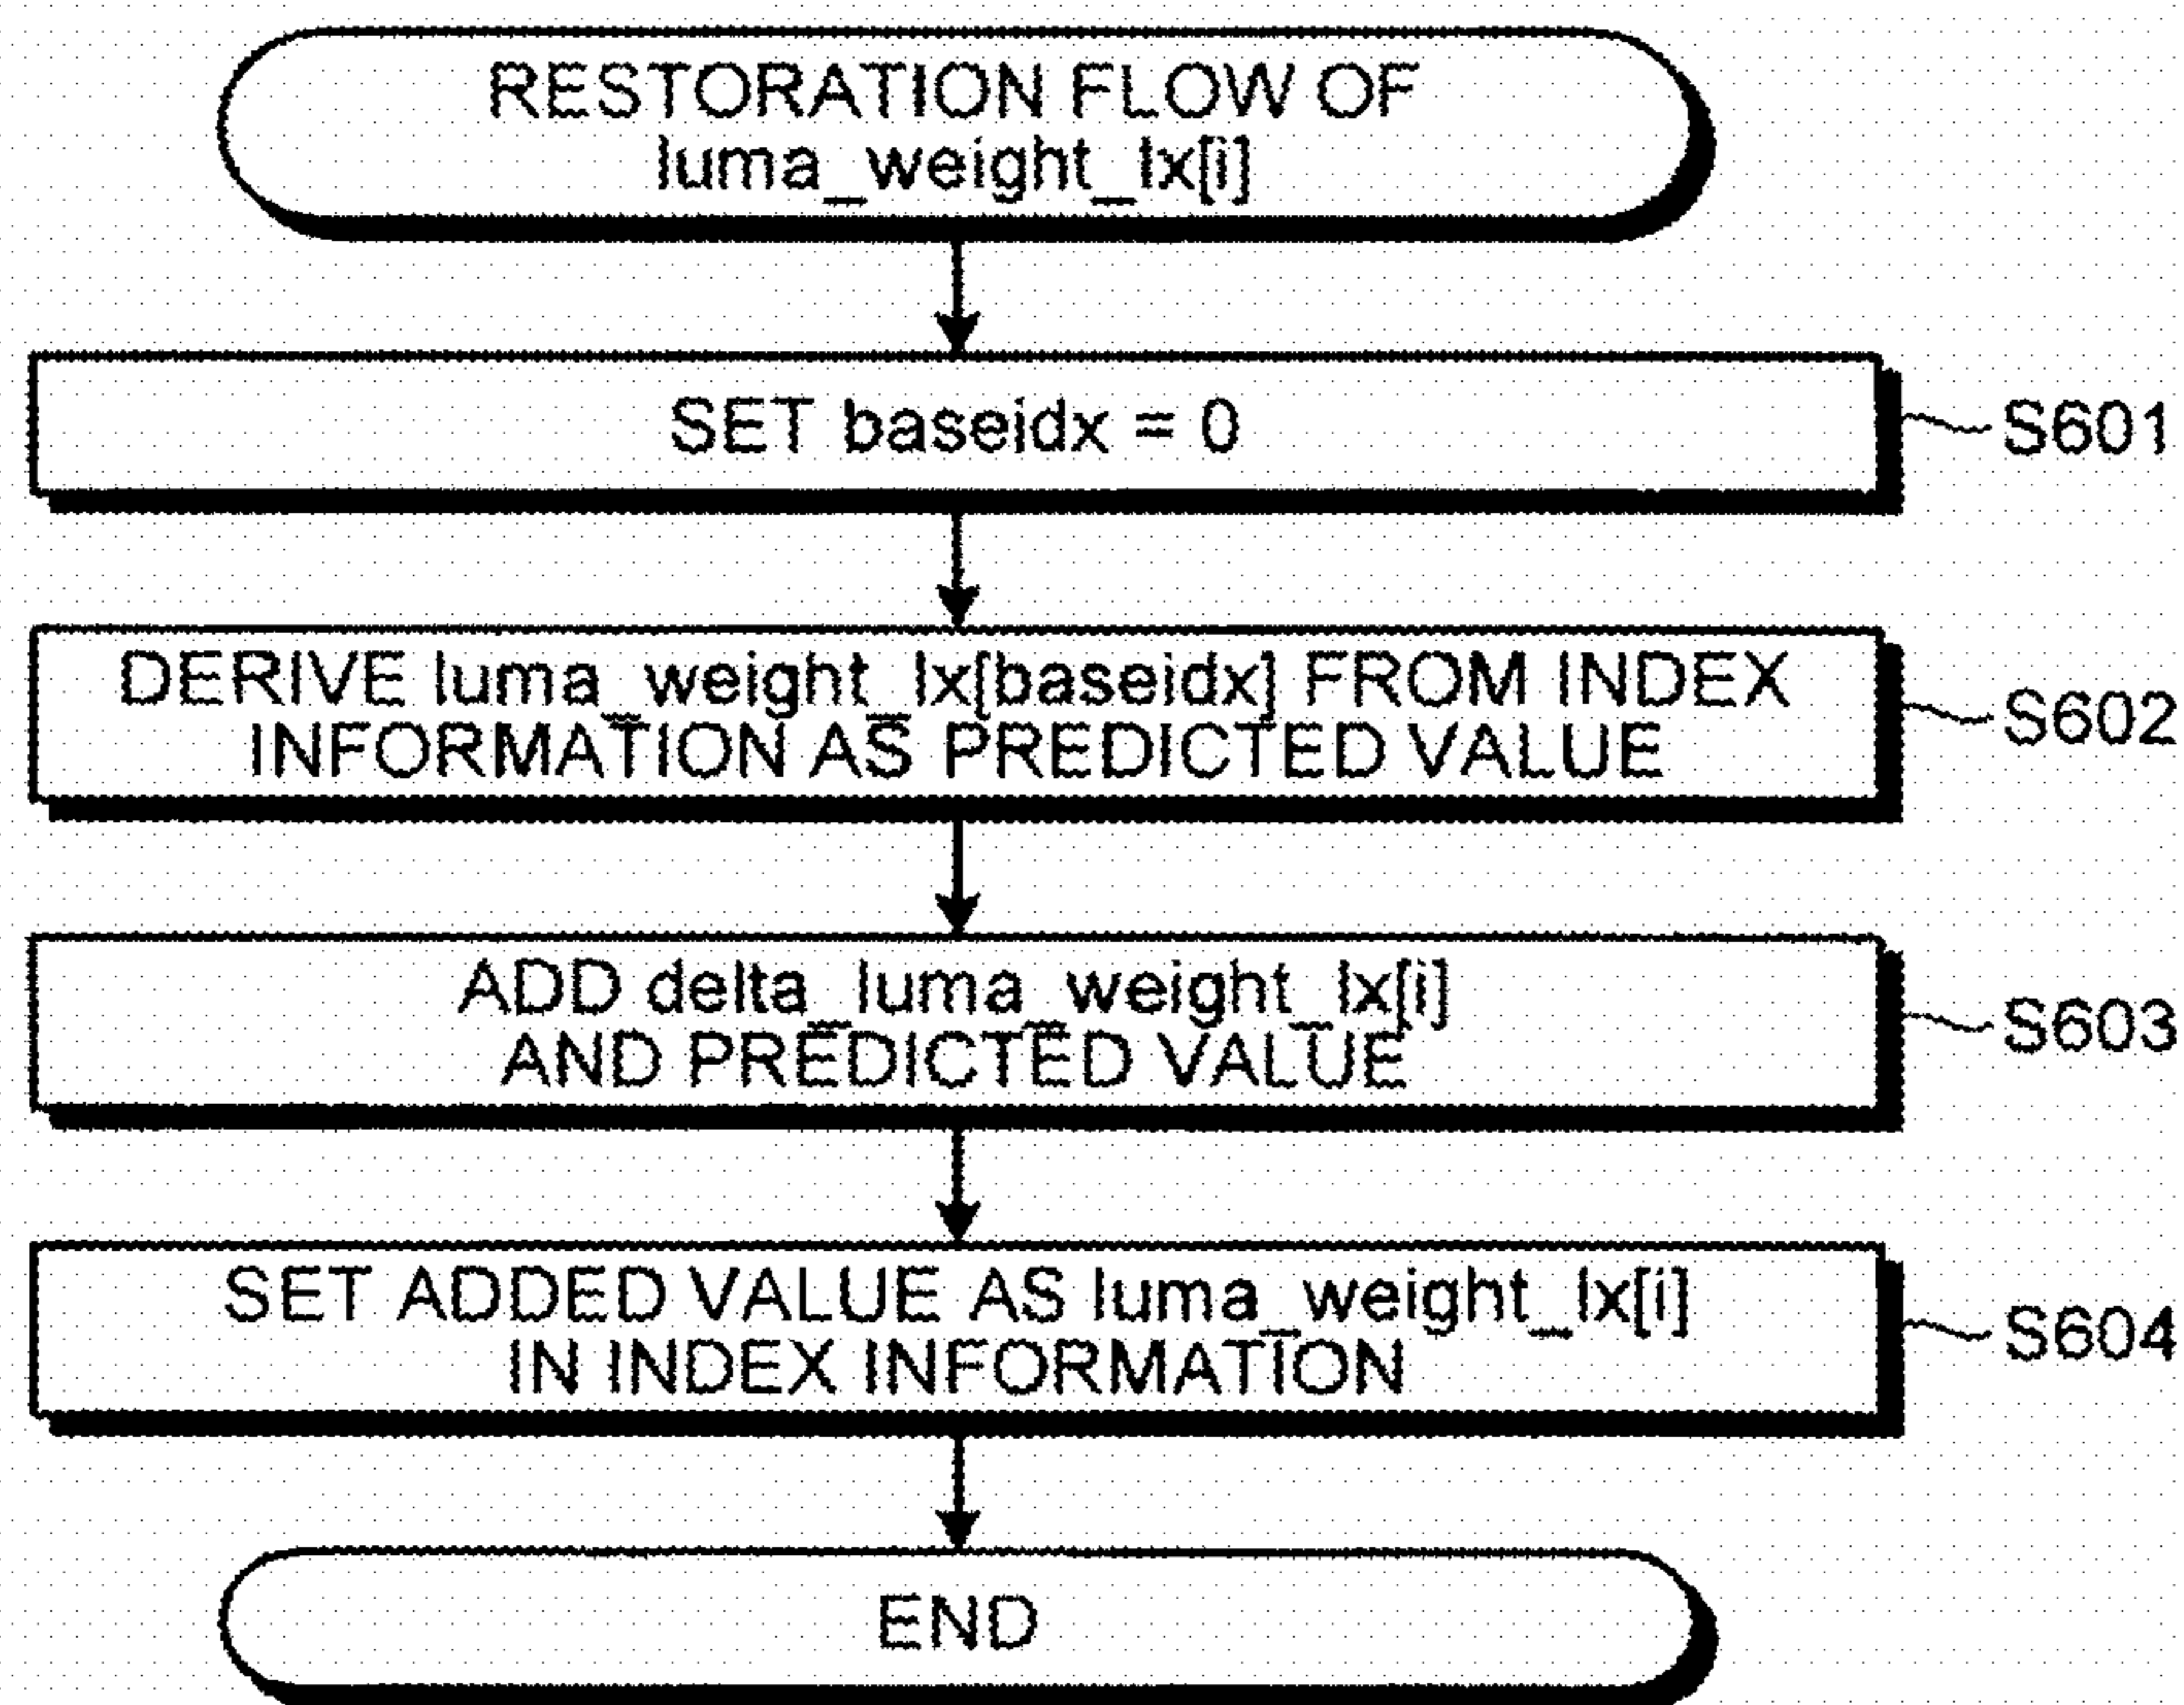 RESTORATION FLOW OF
luma_weight_lx[i]
SET baseidx = 0
S601
DERIVE luma_weight_lx[baseidx] FROM INDEX
INFORMATION AS PREDICTED VALUE
S602
ADD delta_luma_weight_lx[i]
AND PREDICTED VALUE
S603
SET ADDED VALUE AS luma_weight_lx[i]
IN INDEX INFORMATION
S604
END